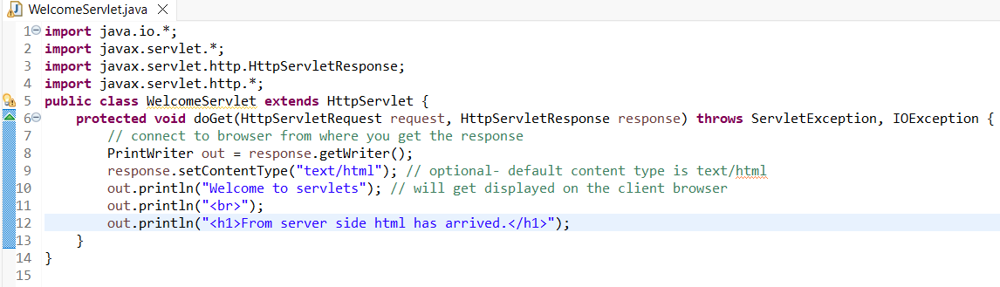 WelcomeServlet.java
1 import java.io.*;
2 import javax.servlet.*;
3 import javax.servlet.http.HttpServletResponse;
4 import javax.servlet.http.*;
5 public class WelcomeServlet extends HttpServlet {
6     protected void doGet(HttpServletRequest request, HttpServletResponse response) throws ServletException, IOException {
7         // connect to browser from where you get the response
8         PrintWriter out = response.getWriter();
9         response.setContentType("text/html"); // optional- default content type is text/html
10         out.println("Welcome to servlets"); // will get displayed on the client browser
11         out.println("<br>");
12         out.println("<h1>From server side html has arrived.</h1>");
13     }
14 }
15